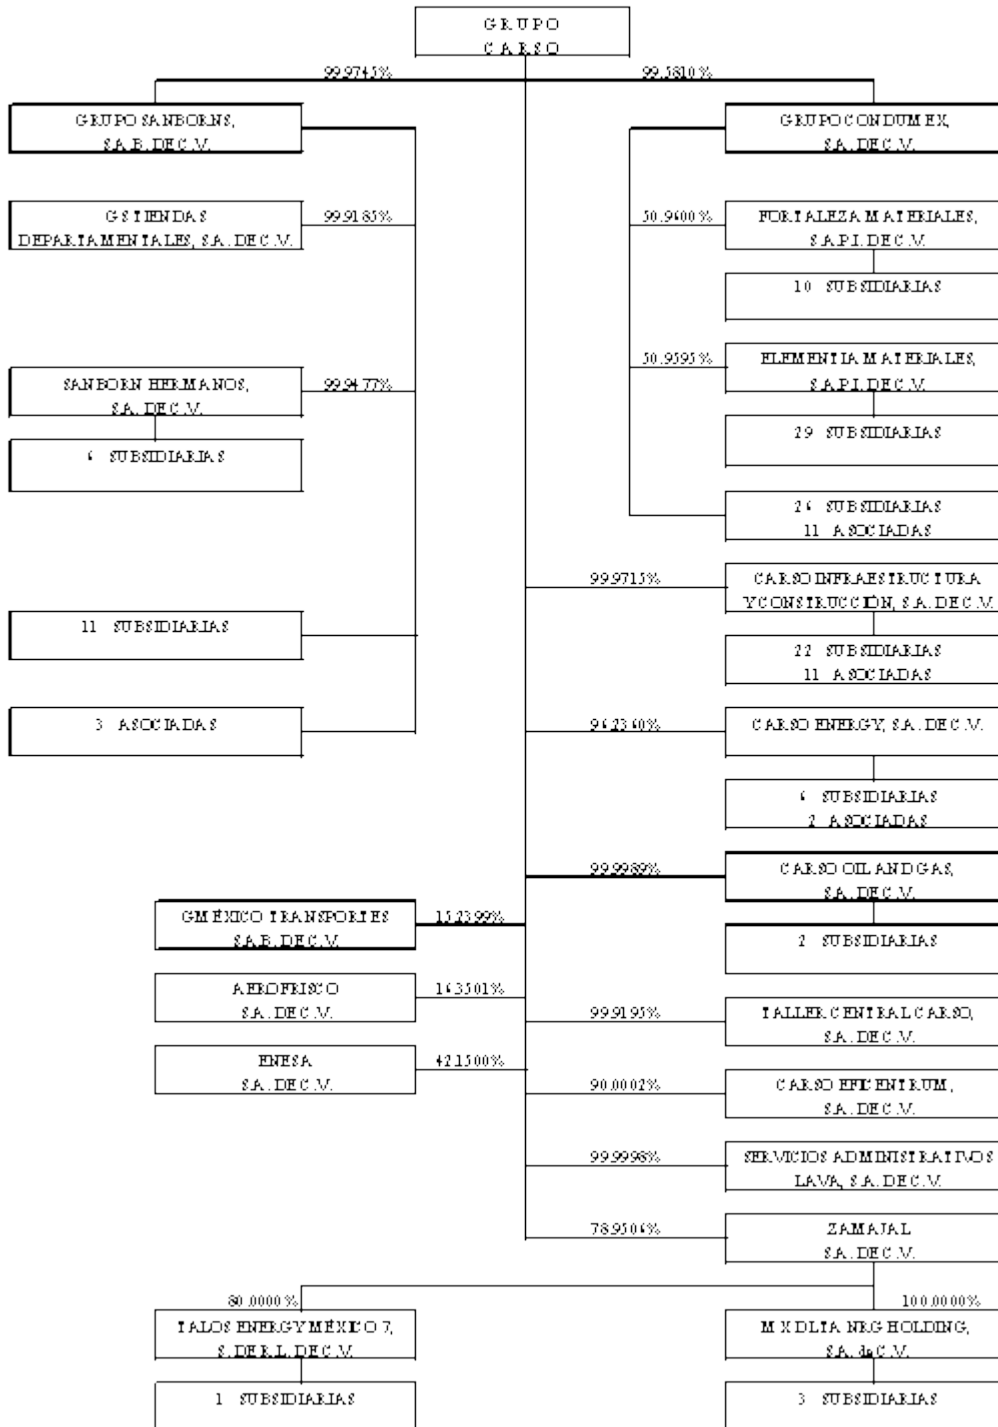 GRUPO
CARSO
99.9745%
99.5810%
GRUPO SANBORNS,
S.A.B. DE C.V.
GRUPO CONDUMEX,
S.A. DE C.V.
GS TIENDAS
DEPARTAMENTALES, S.A. DE C.V.
99.9185%
50.9600%
FORTALEZA MATERIALES,
S.A.P.I. DE C.V.
10 SUBSIDIARIAS
50.9595%
ELEMENTIA MATERIALES,
S.A.P.I. DE C.V.
SANBORN HERMANOS,
S.A. DE C.V.
99.9477%
29 SUBSIDIARIAS
6 SUBSIDIARIAS
26 SUBSIDIARIAS
11 ASOCIADAS
99.9715%
CARSO INFRAESTRUCTURA
Y CONSTRUCCIÓN, S.A. DE C.V.
11 SUBSIDIARIAS
22 SUBSIDIARIAS
11 ASOCIADAS
3 ASOCIADAS
96.2360%
CARSO ENERGY, S.A. DE C.V.
6 SUBSIDIARIAS
2 ASOCIADAS
99.9989%
CARSO OIL AND GAS,
S.A. DE C.V.
GMÉXICO TRANSPORTES
S.A.B. DE C.V.
15.2399%
2 SUBSIDIARIAS
AEROFRISCO
S.A. DE C.V.
16.3501%
99.9195%
TALLER CENTRAL CARSO,
S.A. DE C.V.
ENESA
S.A. DE C.V.
42.1500%
90.0002%
CARSO EFICENTRUM,
S.A. DE C.V.
99.9998%
SERVICIOS ADMINISTRATIVOS
LAVA, S.A. DE C.V.
78.9506%
ZAMAJAL
S.A. DE C.V.
80.0000%
100.0000%
TALOS ENERGY MÉXICO 7,
S. DE R.L. DE C.V.
MX DLTA NRG HOLDING,
S.A. de C.V.
1 SUBSIDIARIAS
3 SUBSIDIARIAS